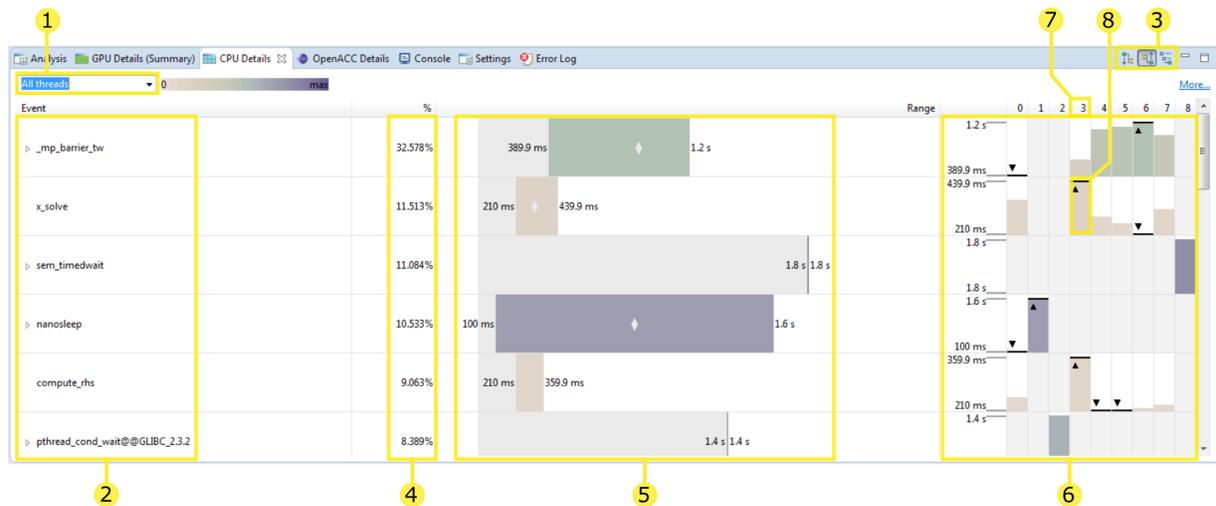 1
7
8
3
Analysis GPU Details (Summary) CPU Details OpenACC Details Console Settings Error Log
All threads 0 max More...
Event % Range 0 1 2 3 4 5 6 7 8
_mp_barrier_tw 32.578% 389.9 ms 1.2 s 1.2 s 389.9 ms
x_solve 11.513% 210 ms 439.9 ms 439.9 ms 210 ms
sem_timedwait 11.084% 1.8 s 1.8 s 1.8 s 1.8 s
nanosleep 10.533% 100 ms 1.6 s 1.6 s 100 ms
compute_rhs 9.063% 210 ms 359.9 ms 359.9 ms 210 ms
pthread_cond_wait@@GLIBC_2.3.2 8.389% 1.4 s 1.4 s 1.4 s
2
4
5
6